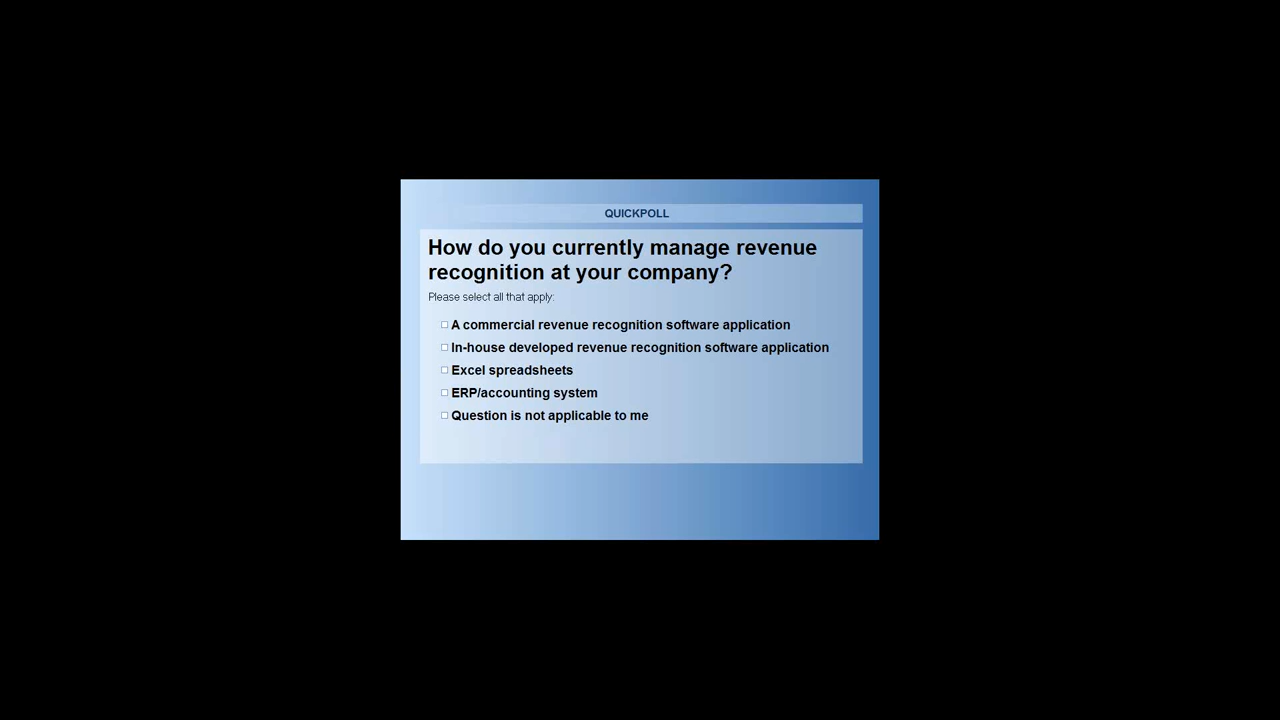 QUICKPOLL
How do you currently manage revenue
recognition at your company?
Please select all that apply:
A commercial revenue recognition software application
In-house developed revenue recognition software application
Excel spreadsheets
ERP/accounting system
Question is not applicable to me